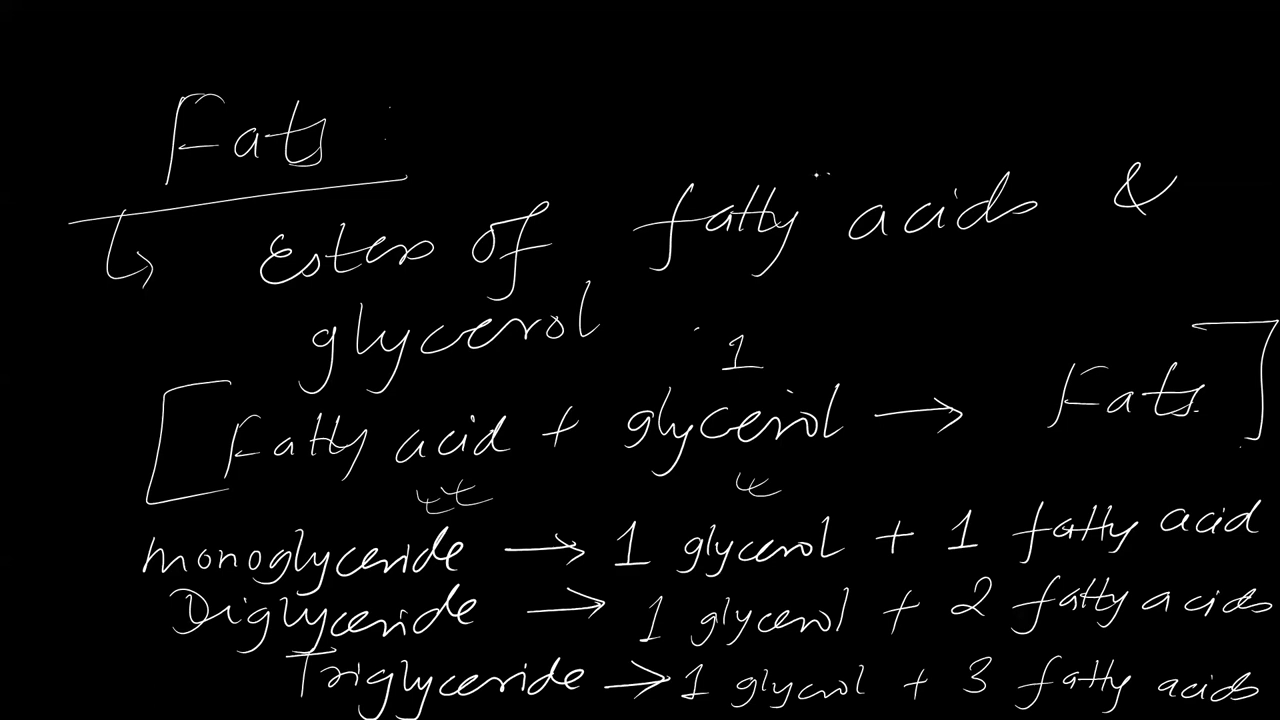 Fats
↳ Esters of fatty acids &
glycerol
1
[Fatty acid + glycerol → Fats]
monoglyceride → 1 glycerol + 1 fatty acid
Diglyceride → 1 glycerol + 2 fatty acids
Triglyceride → 1 glycerol + 3 fatty acids